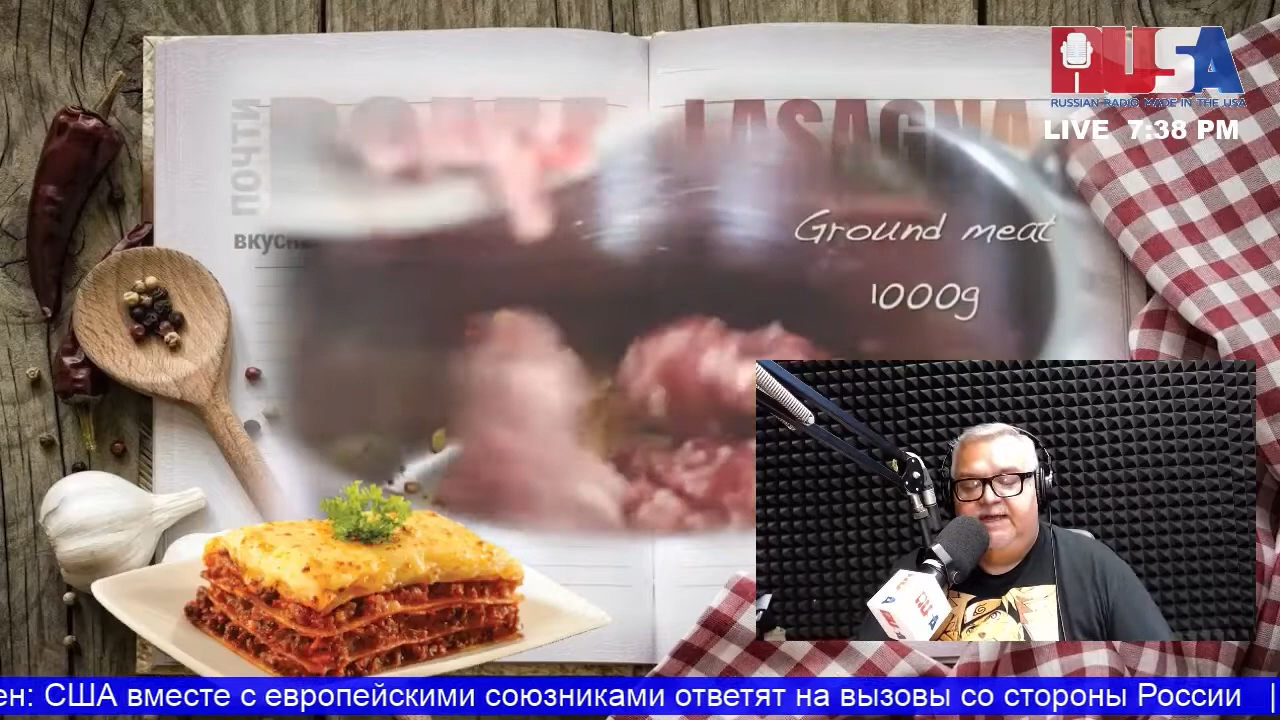 RUSA
RUSSIAN RADIO MADE IN THE USA
LIVE 7:38 PM
ПОЧТИ
LASAGNA
Ground meat
1000g
ен: США вместе с европейскими союзниками ответят на вызовы со стороны России |